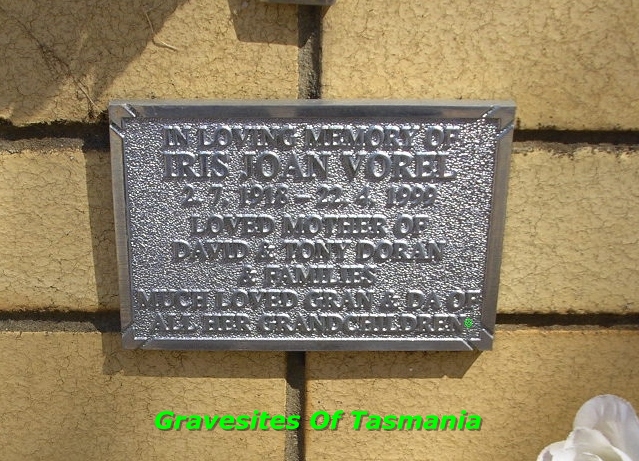 IN LOVING MEMORY OF
IRIS JOAN VOREL
2. 7. 1918 – 22. 4. 1999
LOVED MOTHER OF
DAVID & TONY DORAN
& FAMILIES
MUCH LOVED GRAN & DA OF
ALL HER GRANDCHILDREN
Gravesites Of Tasmania